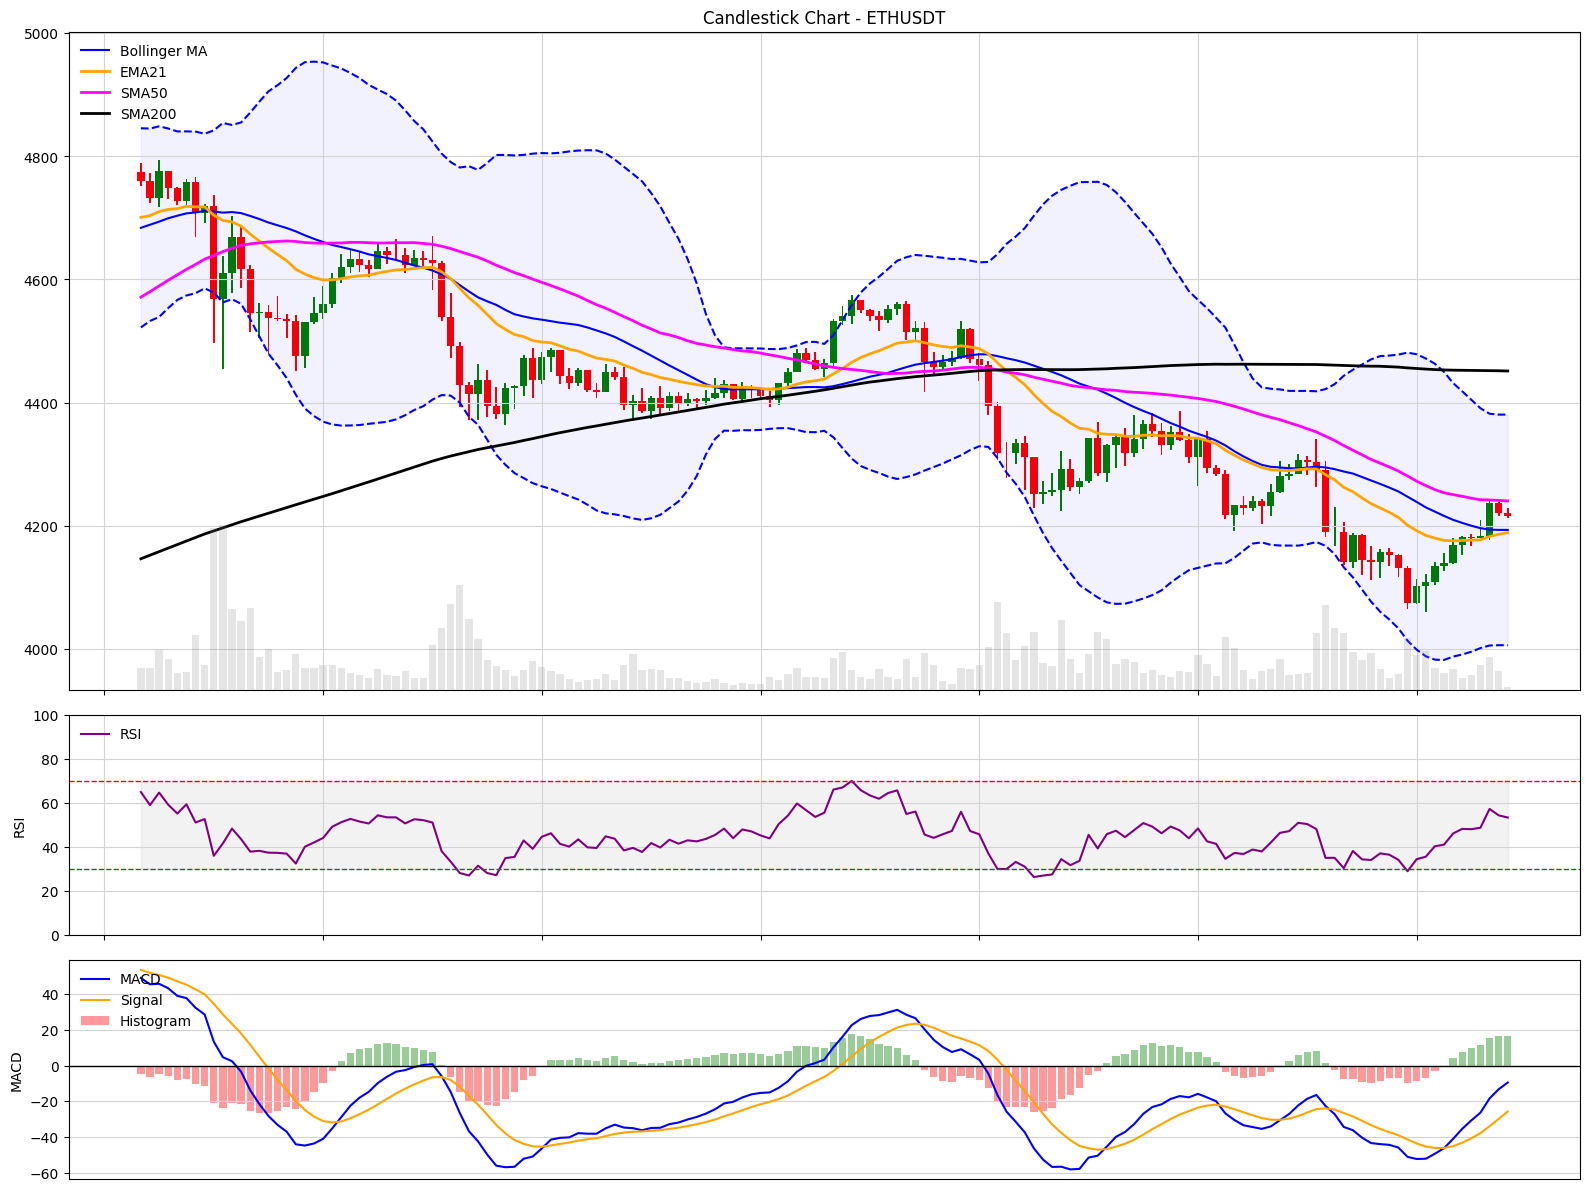 Candlestick Chart - ETHUSDT
5000
4800
4600
4400
4200
4000
Bollinger MA
EMA21
SMA50
SMA200
100
80
60
40
20
0
RSI
RSI
40
20
0
−20
−40
−60
MACD
MACD
Signal
Histogram